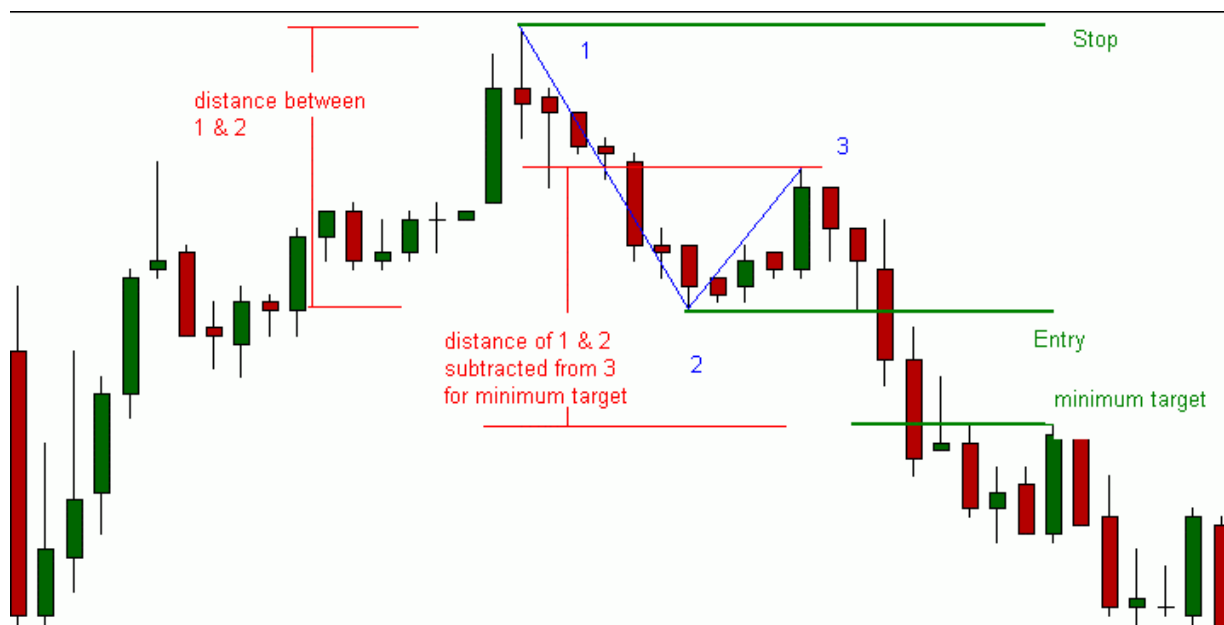 1
Stop
distance between
1 & 2
3
distance of 1 & 2
subtracted from 3
for minimum target
2
Entry
minimum target